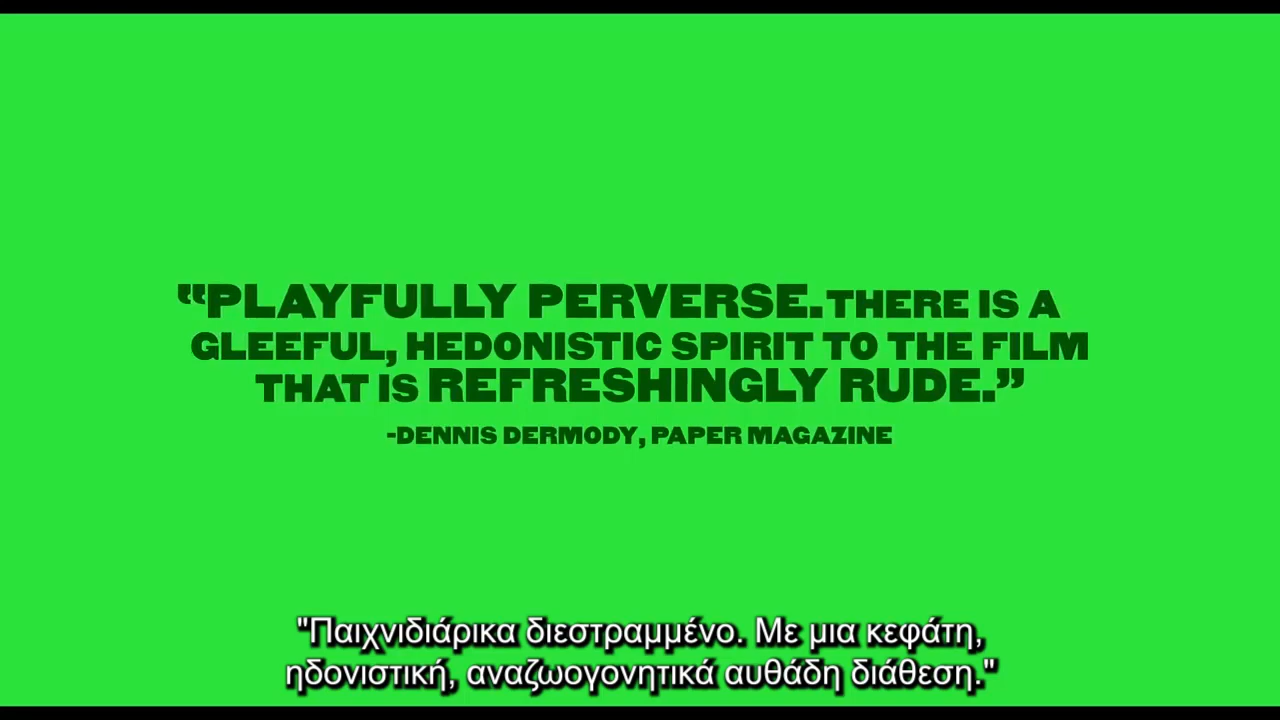 “PLAYFULLY PERVERSE. THERE IS A
GLEEFUL, HEDONISTIC SPIRIT TO THE FILM
THAT IS REFRESHINGLY RUDE.”
-DENNIS DERMODY, PAPER MAGAZINE
"Παιχνιδιάρικα διεστραμμένο. Με μια κεφάτη,
ηδονιστική, αναζωογονητικά αυθάδη διάθεση."